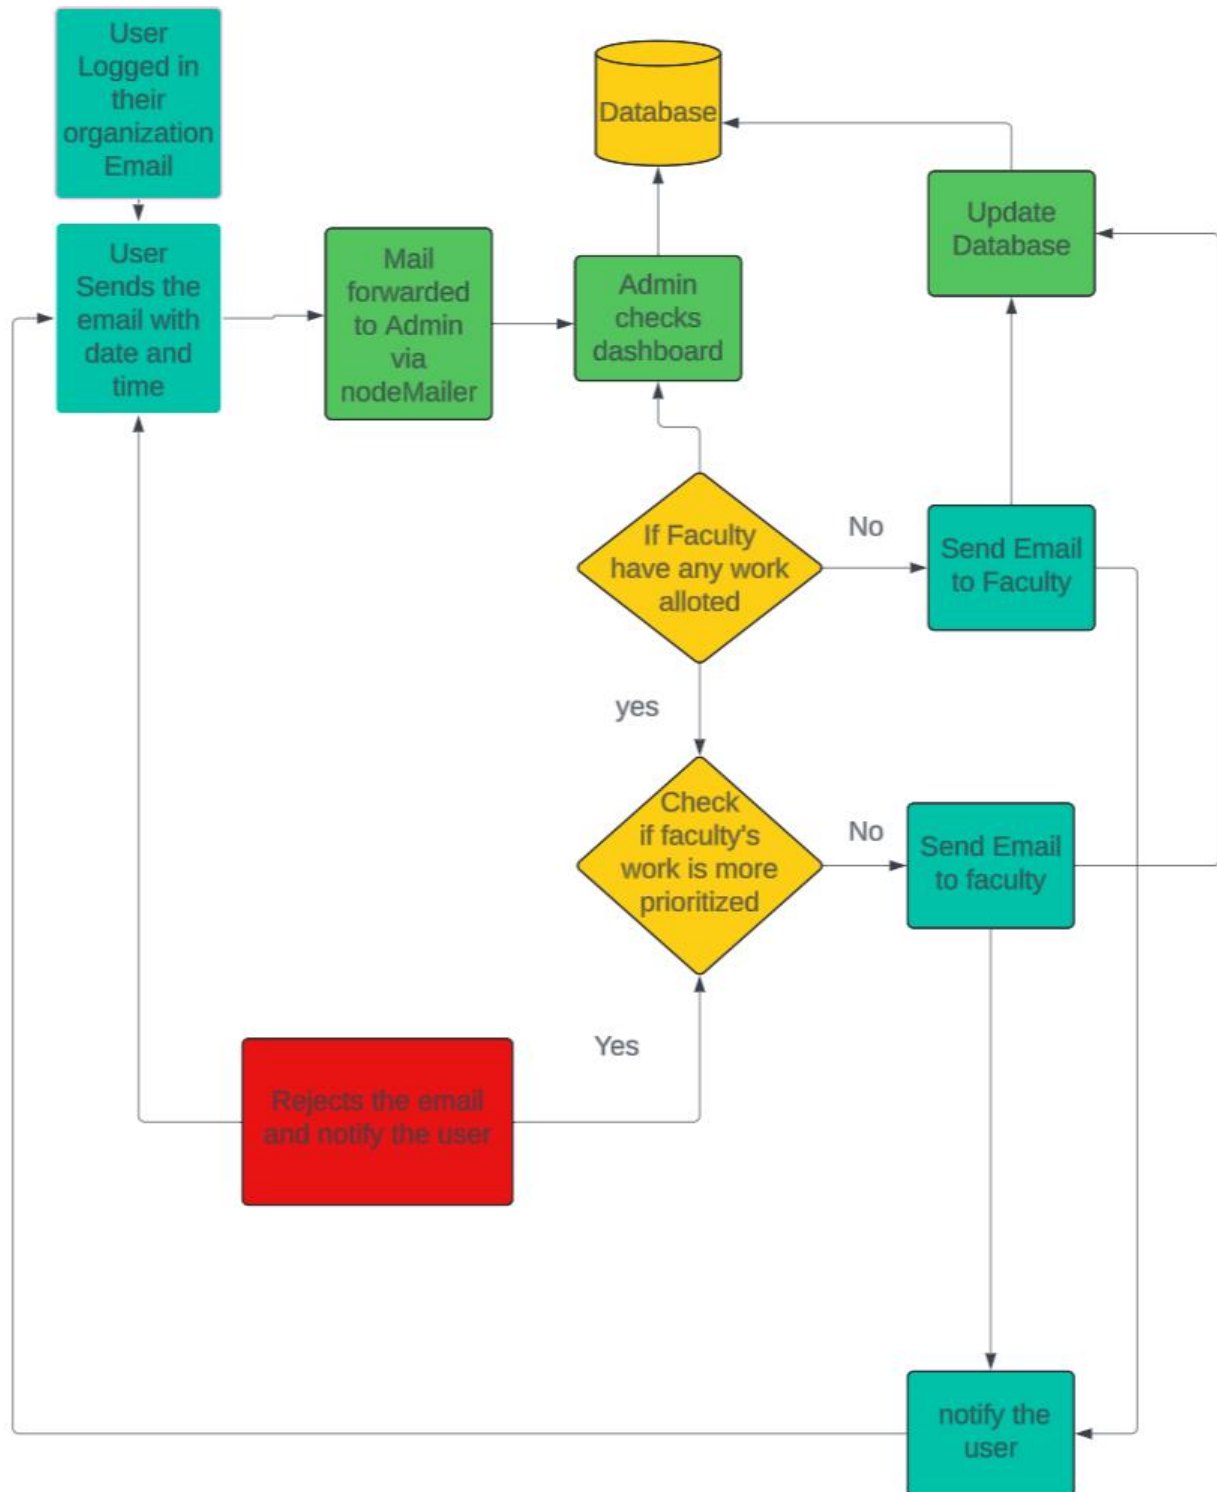 User
Logged in
their
organization
Email
User
Sends the
email with
date and
time
Mail
forwarded
to Admin
via
nodeMailer
Admin
checks
dashboard
Database
Update
Database
If Faculty
have any work
alloted
No
Send Email
to Faculty
yes
Check
if faculty's
work is more
prioritized
No
Send Email
to faculty
Yes
Rejects the email
and notify the user
notify the
user